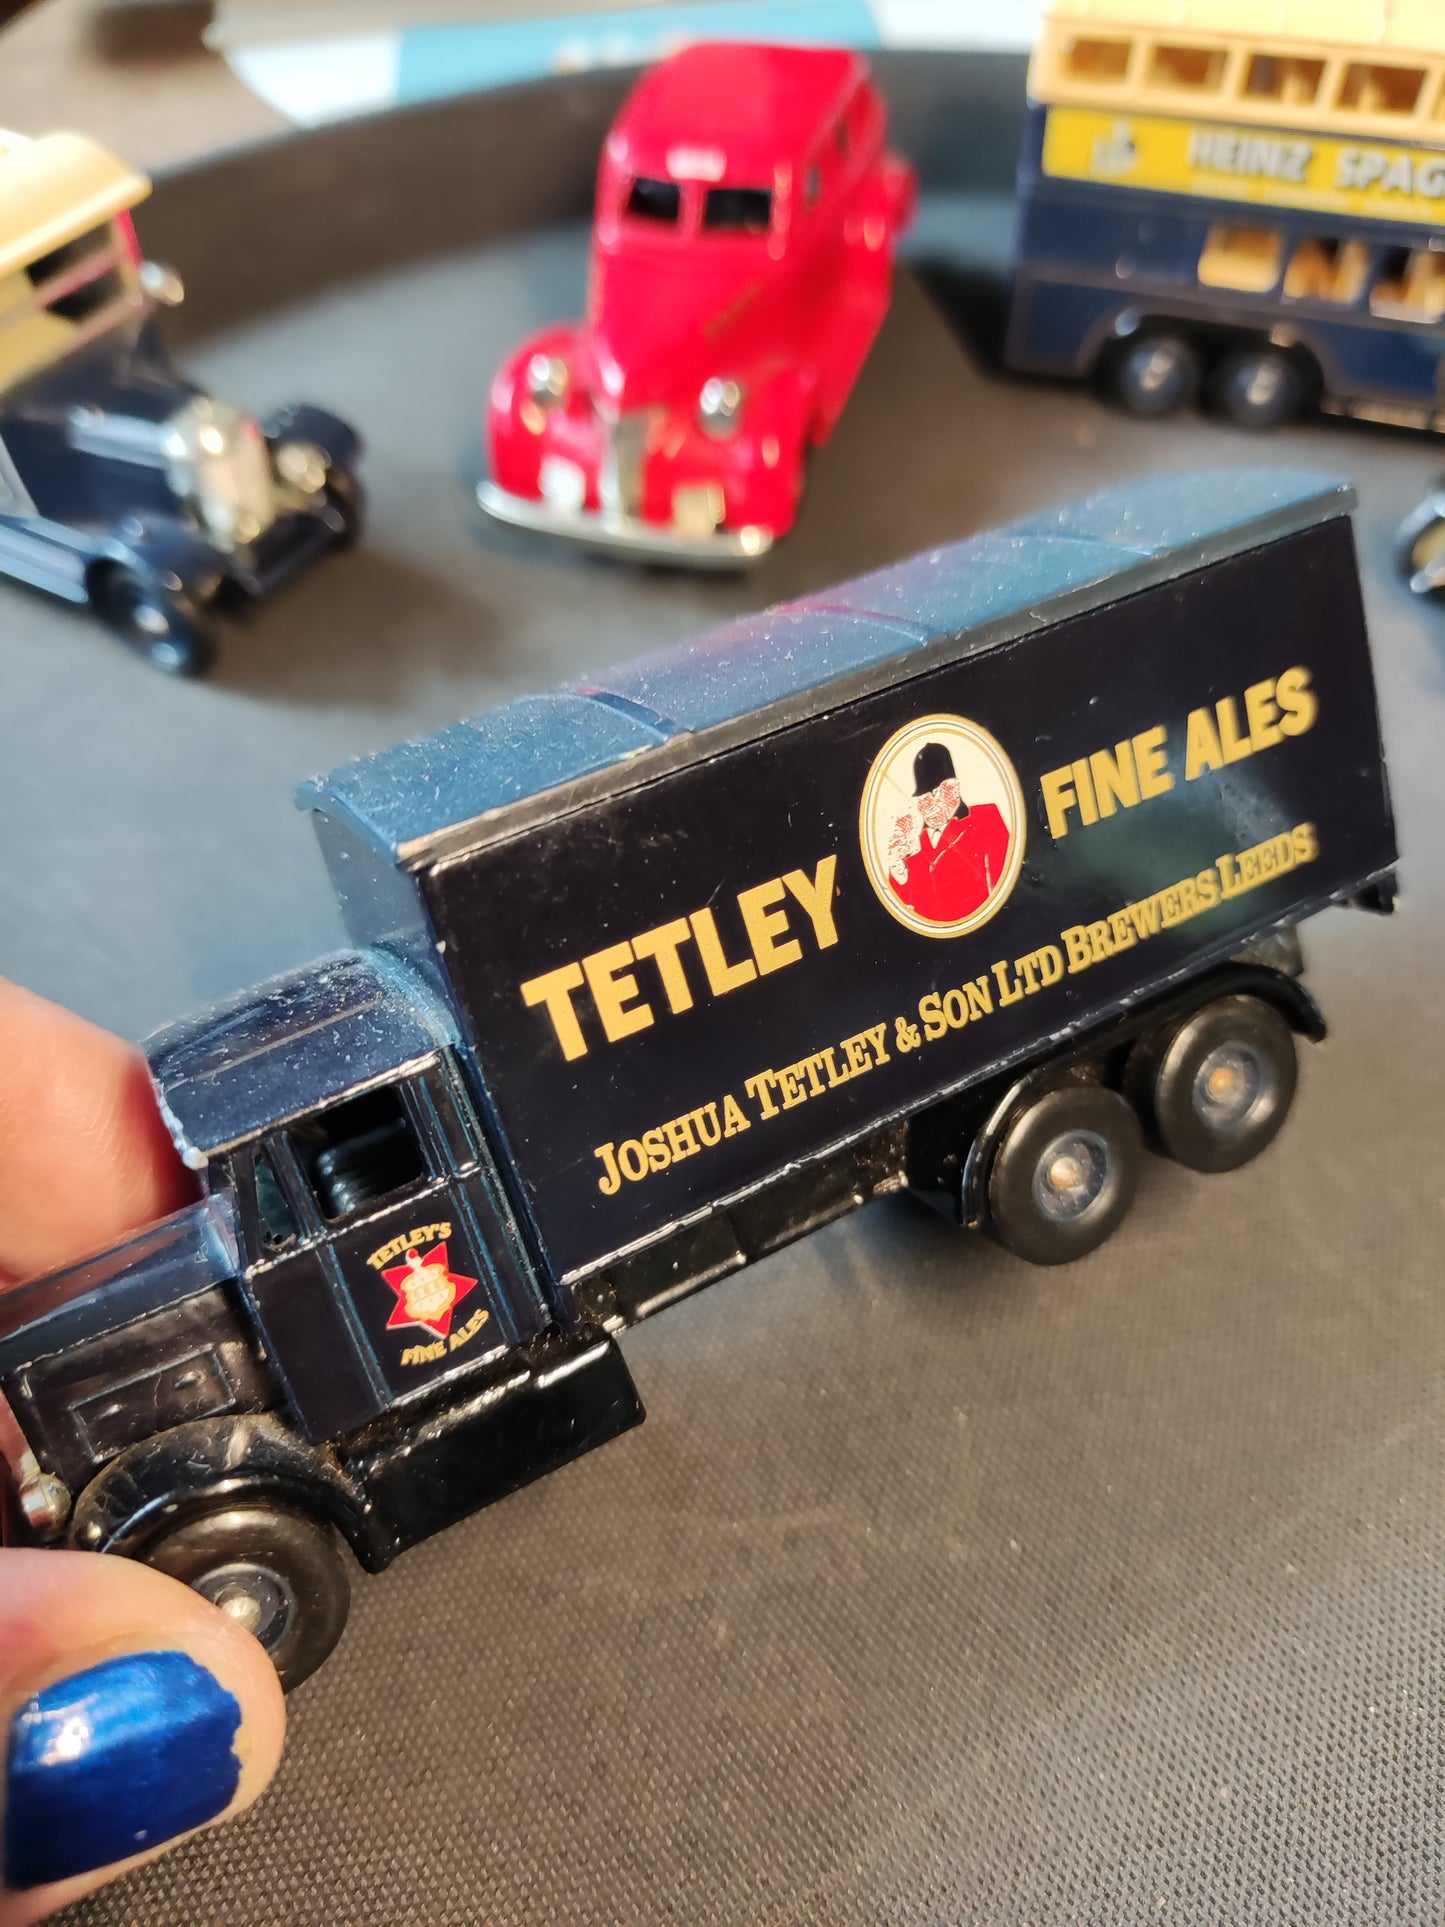 HEINZ SPAG
TETLEY FINE ALES
JOSHUA TETLEY & SON LTD BREWERS LEEDS
TETLEY'S
FINE ALES